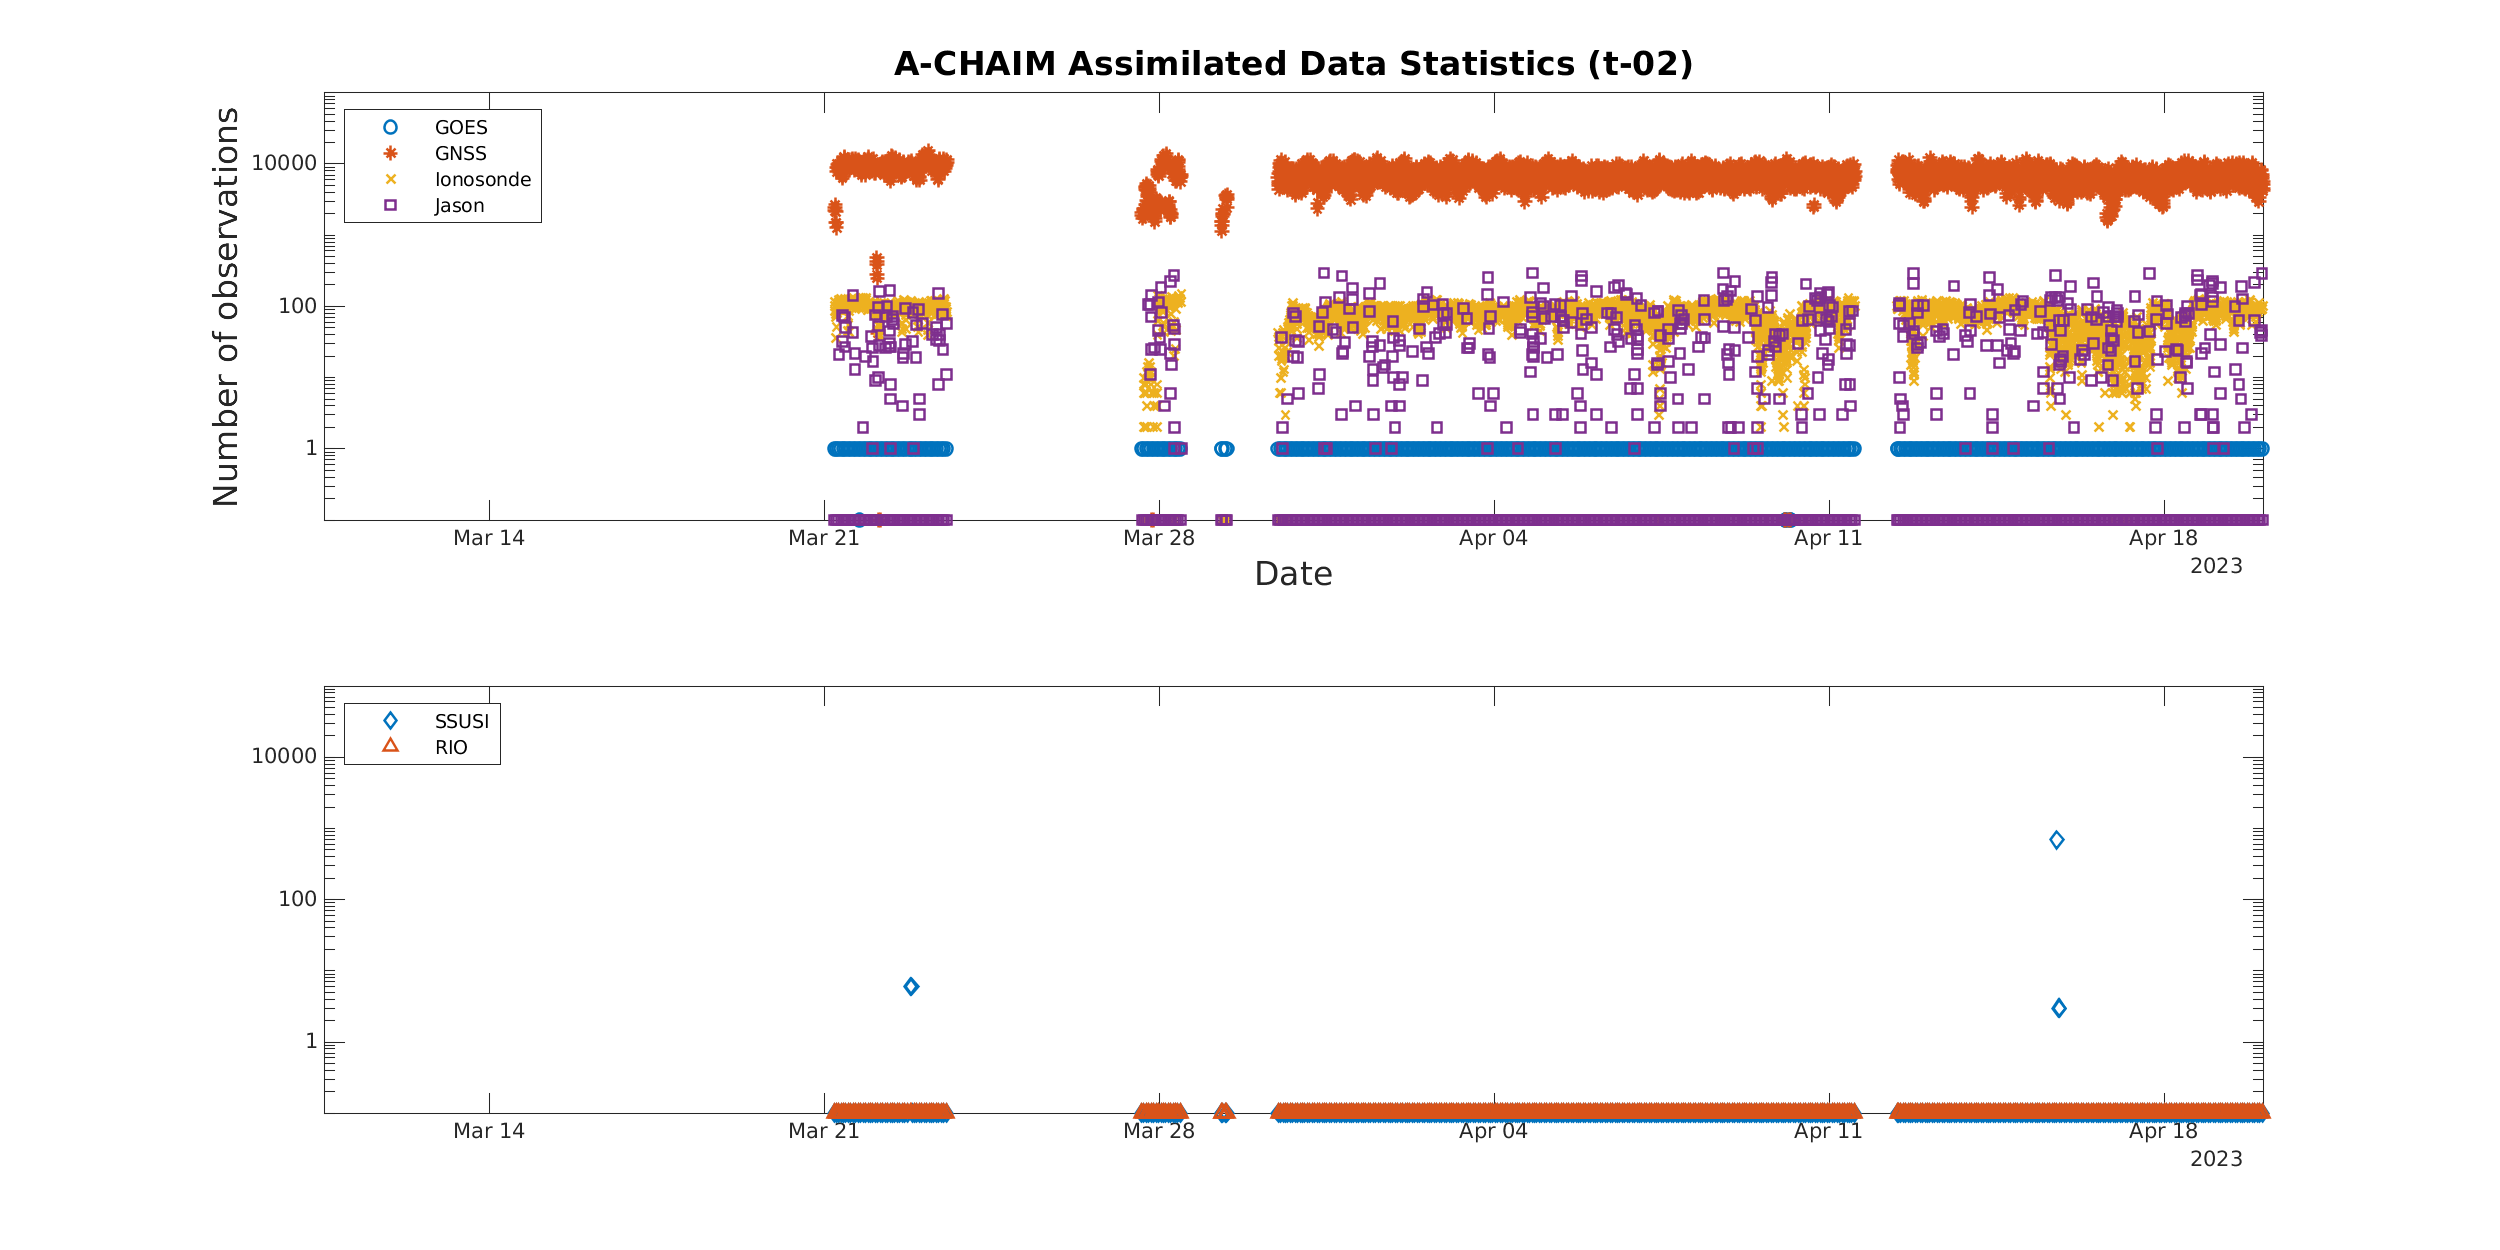 A-CHAIM Assimilated Data Statistics (t-02)
Number of observations
GOES
GNSS
Ionosonde
Jason
10000
100
1
Mar 14 Mar 21 Mar 28 Apr 04 Apr 11 Apr 18
2023
Date
SSUSI
RIO
10000
100
1
Mar 14 Mar 21 Mar 28 Apr 04 Apr 11 Apr 18
2023